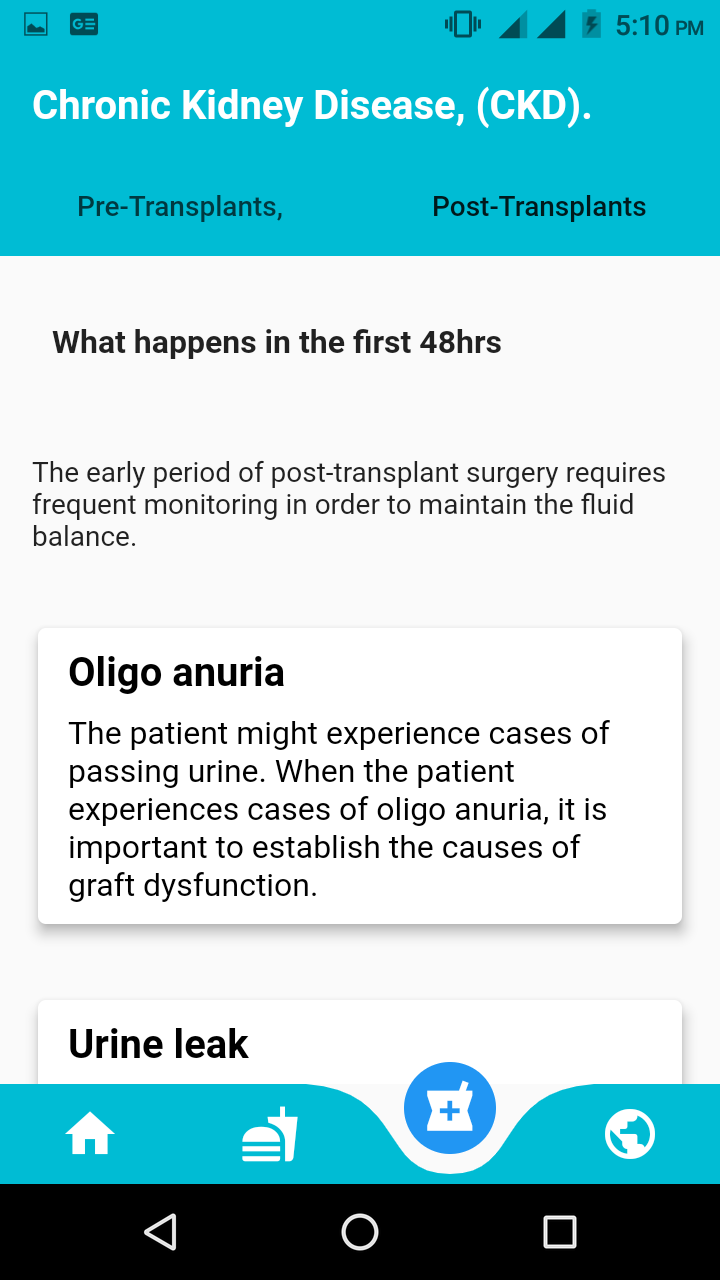 GE
5:10 PM
Chronic Kidney Disease, (CKD).
Pre-Transplants,
Post-Transplants
What happens in the first 48hrs
The early period of post-transplant surgery requires
frequent monitoring in order to maintain the fluid
balance.
Oligo anuria
The patient might experience cases of
passing urine. When the patient
experiences cases of oligo anuria, it is
important to establish the causes of
graft dysfunction.
Urine leak